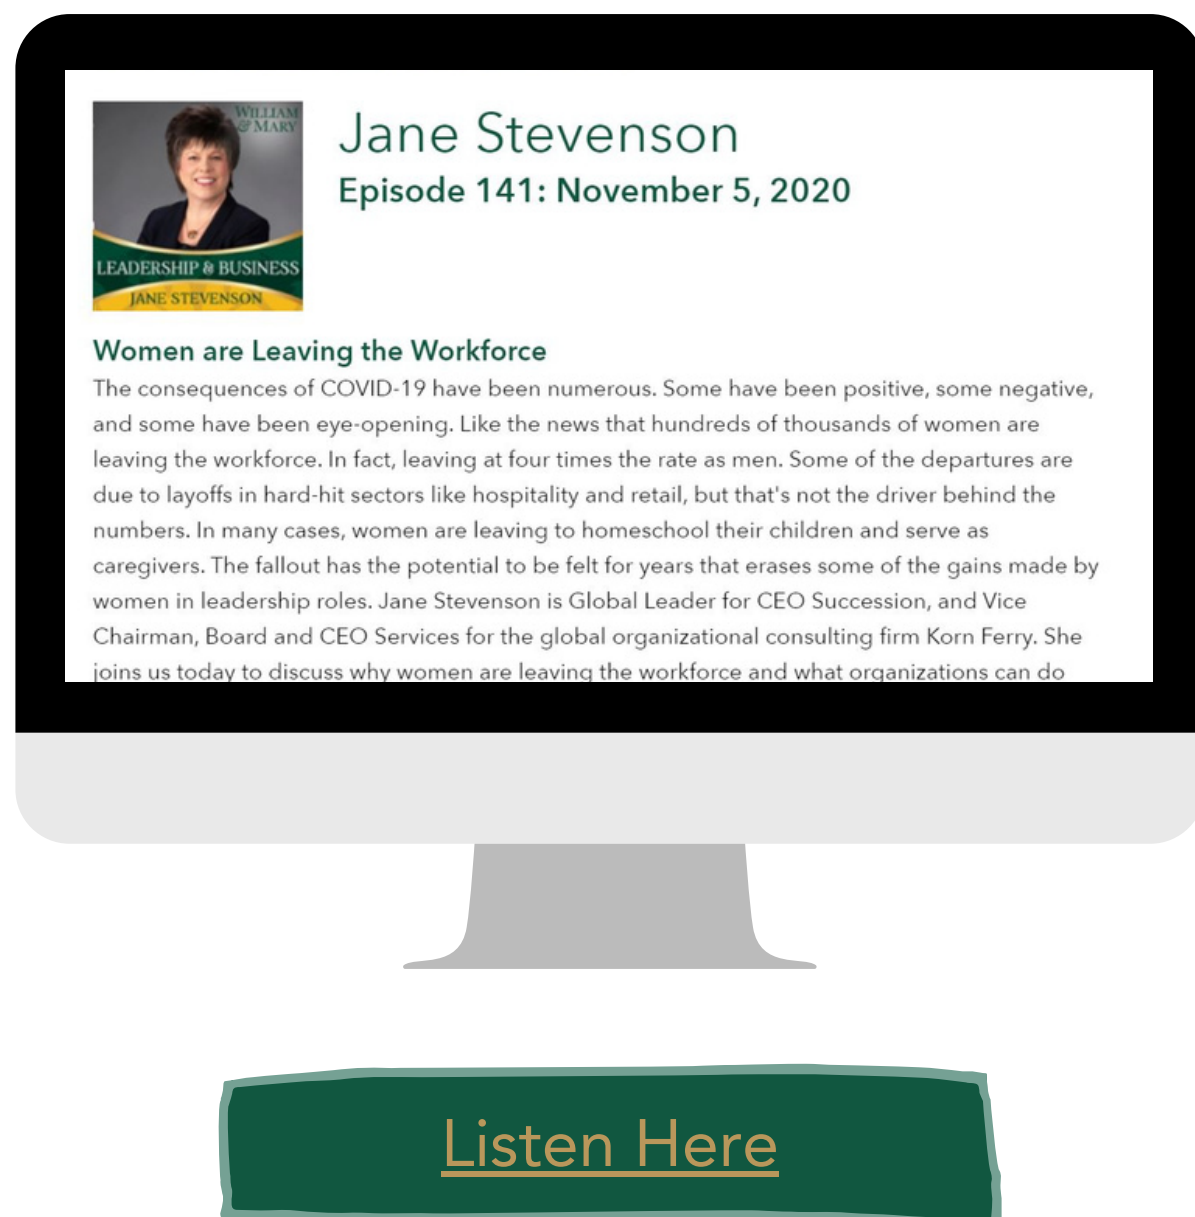 WILLIAM
& MARY
LEADERSHIP & BUSINESS
JANE STEVENSON
Jane Stevenson
Episode 141: November 5, 2020
Women are Leaving the Workforce
The consequences of COVID-19 have been numerous. Some have been positive, some negative,
and some have been eye-opening. Like the news that hundreds of thousands of women are
leaving the workforce. In fact, leaving at four times the rate as men. Some of the departures are
due to layoffs in hard-hit sectors like hospitality and retail, but that's not the driver behind the
numbers. In many cases, women are leaving to homeschool their children and serve as
caregivers. The fallout has the potential to be felt for years that erases some of the gains made by
women in leadership roles. Jane Stevenson is Global Leader for CEO Succession, and Vice
Chairman, Board and CEO Services for the global organizational consulting firm Korn Ferry. She
joins us today to discuss why women are leaving the workforce and what organizations can do
Listen Here